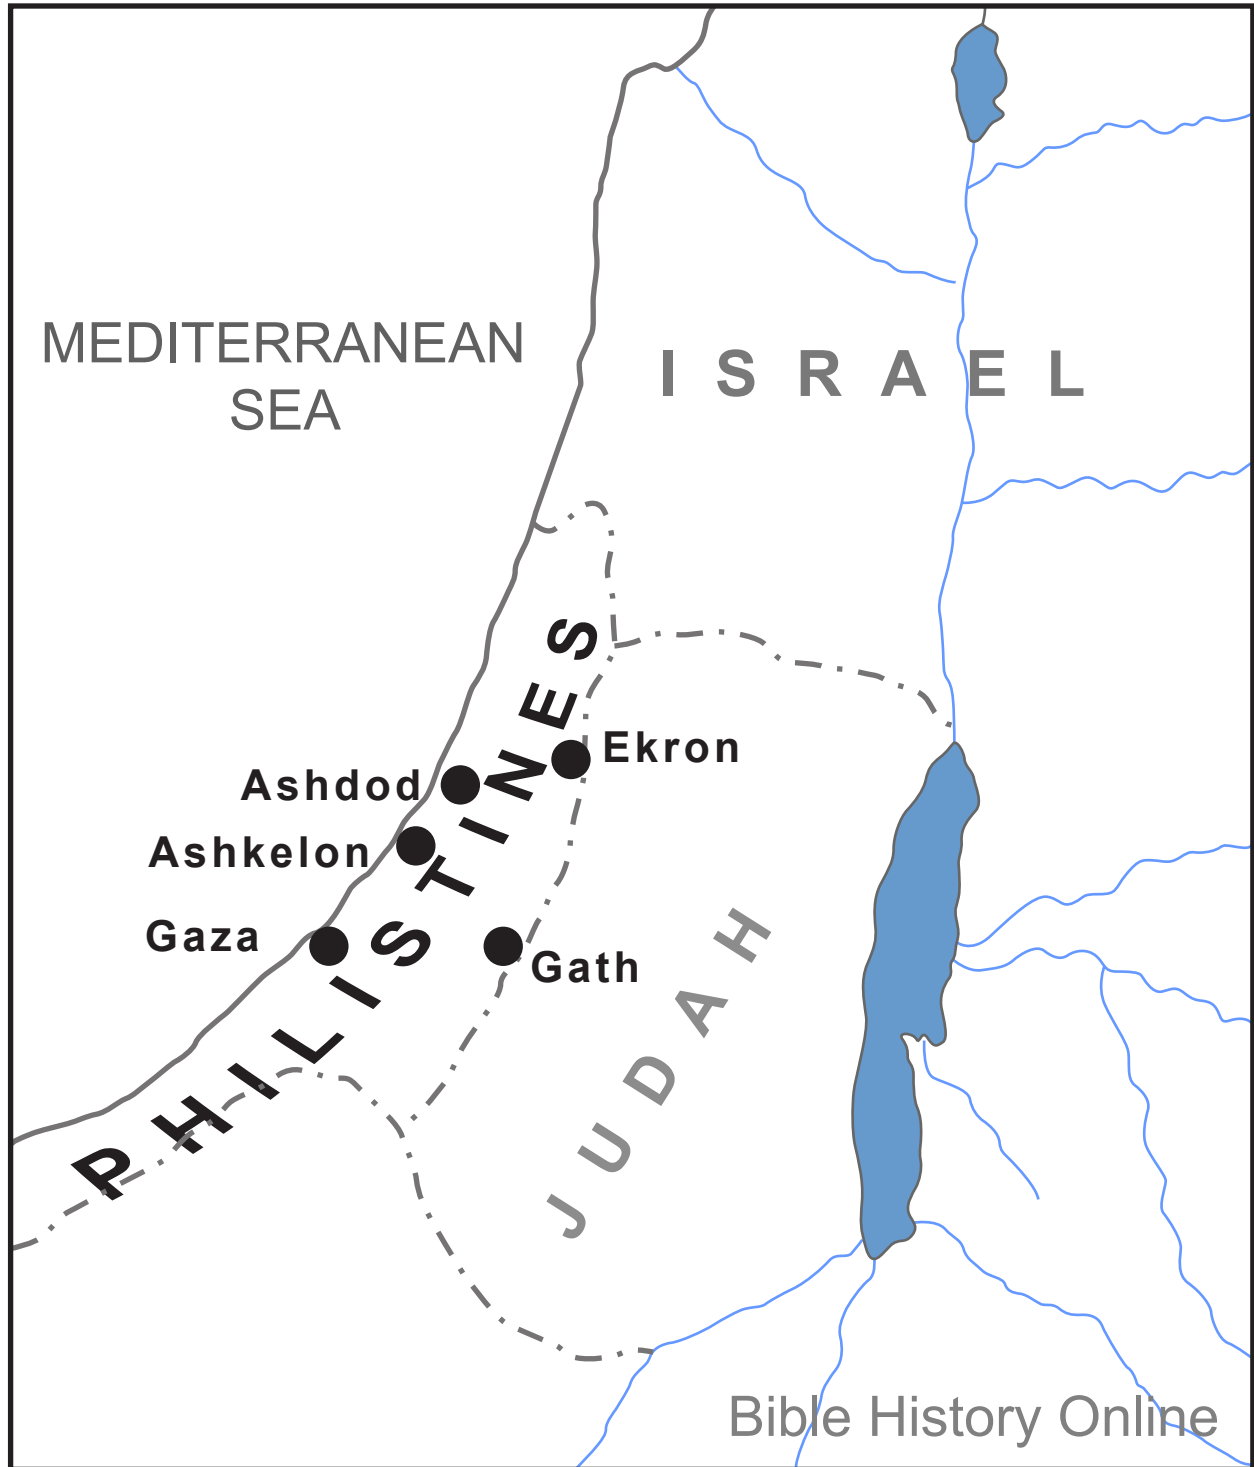 MEDITERRANEAN
SEA
ISRAEL
PHILISTINES
Ekron
Ashdod
Ashkelon
Gaza
Gath
JUDAH
Bible History Online